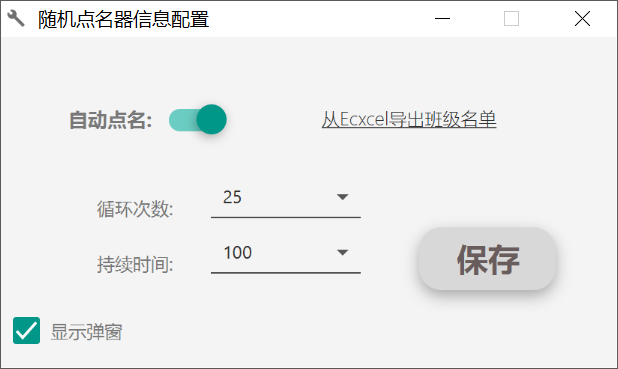 随机点名器信息配置
自动点名:
从Ecxcel导出班级名单
循环次数:
25
持续时间:
100
保存
显示弹窗